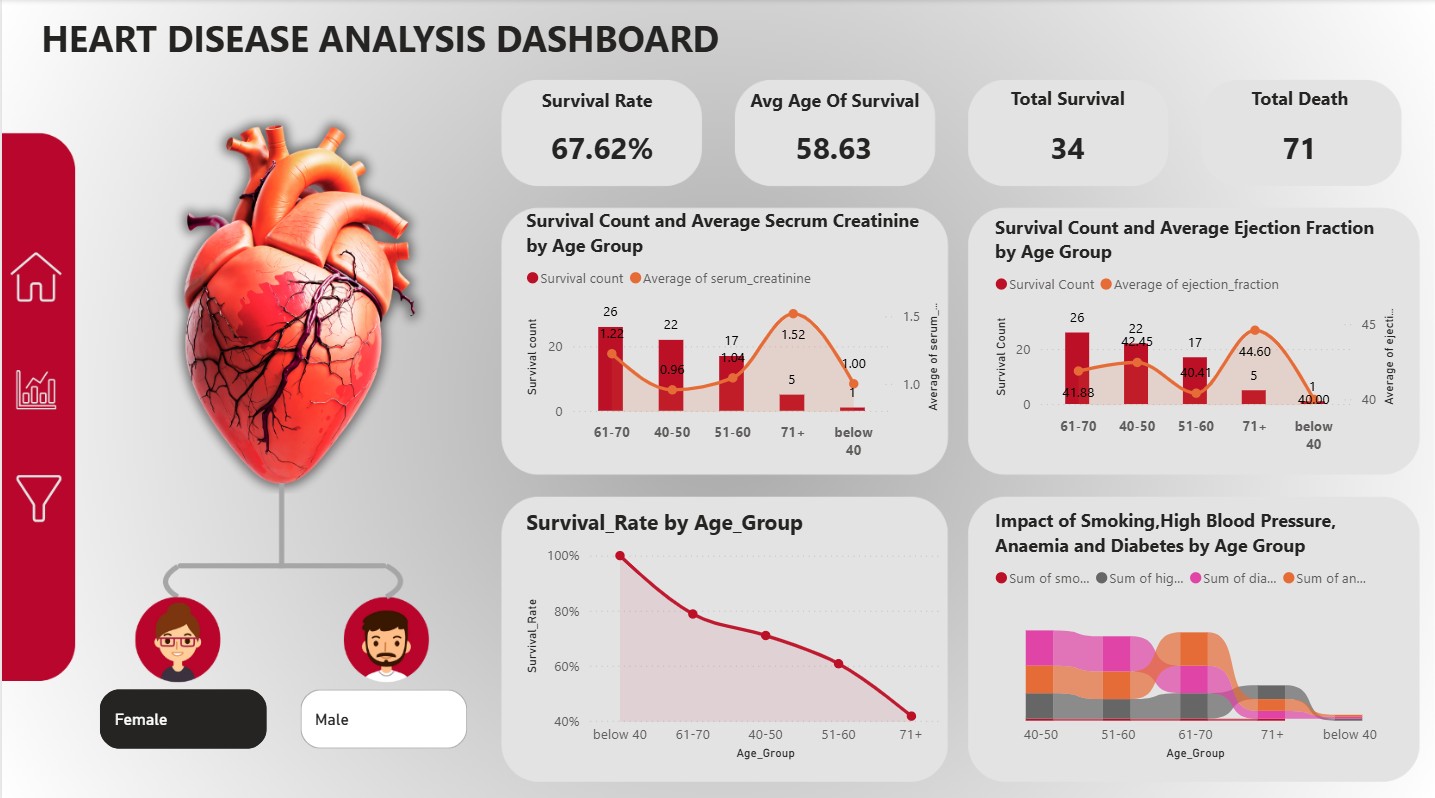 HEART DISEASE ANALYSIS DASHBOARD
Survival Rate
67.62%
Avg Age Of Survival
58.63
Total Survival
34
Total Death
71
Survival Count and Average Secrum Creatinine
by Age Group
Survival count Average of serum_creatinine
Survival count
20
0
26
1.22
22
0.96
17
1.04
1.52
5
1.00
1
1.5
1.0
Average of serum_...
61-70 40-50 51-60 71+ below
40
Survival Count and Average Ejection Fraction
by Age Group
Survival Count Average of ejection_fraction
Survival Count
20
0
26
41.88
22
42.45
17
40.41
44.60
5
1
40.00
45
40
Average of ejecti...
61-70 40-50 51-60 71+ below
40
Survival_Rate by Age_Group
Survival_Rate
100%
80%
60%
40%
below 40 61-70 40-50 51-60 71+
Age_Group
Impact of Smoking,High Blood Pressure,
Anaemia and Diabetes by Age Group
Sum of smo... Sum of hig... Sum of dia... Sum of an...
40-50 51-60 61-70 71+ below 40
Age_Group
Female
Male